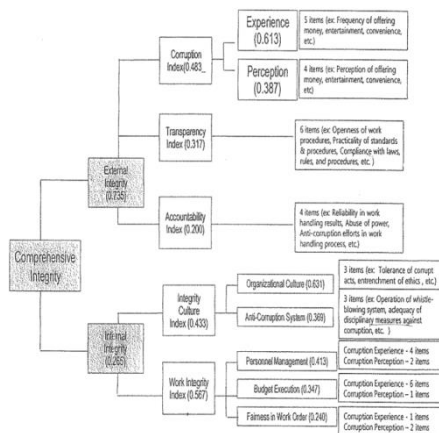 Comprehensive
Integrity
External
Integrity
(0.735)
Corruption
Index(0.483_
Experience
(0.613)
5 items (ex: Frequency of offering
money, entertainment, convenience,
etc.)
Perception
(0.387)
4 items (ex: Perception of offering
money, entertainment, convenience,
etc)
Transparency
Index (0.317)
6 items (ex: Openness of work
procedures, Practicality of standards
& procedures, Compliance with laws,
rules, and procedures, etc.)
Accountability
Index (0.200)
4 items (ex: Reliability in work
handling results, Abuse of power,
Anti-corruption efforts in work
handling process, etc.)
Internal
Integrity
(0.265)
Integrity
Culture
Index
(0.433)
Organizational Culture (0.631)
3 items (ex: Tolerance of corrupt
acts, entrenchment of ethics , etc.)
Anti-Corruption System (0.369)
3 items (ex: Operation of whistle-
blowing system, adequacy of
disciplinary measures against
corruption, etc. )
Work Integrity
Index (0.567)
Personnel Management (0.413)
Corruption Experience - 4 items
Corruption Perception – 2 items
Budget Execution (0.347)
Corruption Experience - 6 items
Corruption Perception – 1 items
Fairness in Work Order (0.240)
Corruption Experience - 1 items
Corruption Perception – 2 items